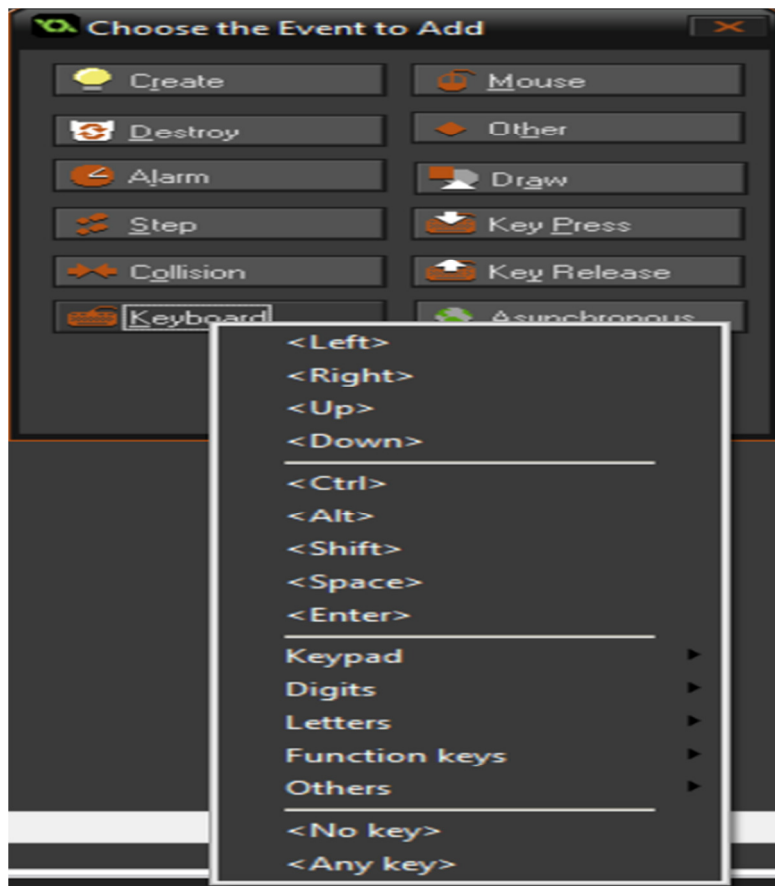 Choose the Event to Add
Create
Mouse
Destroy
Other
Alarm
Draw
Step
Key Press
Collision
Key Release
Keyboard
Asynchronous
<Left>
<Right>
<Up>
<Down>
<Ctrl>
<Alt>
<Shift>
<Space>
<Enter>
Keypad
Digits
Letters
Function keys
Others
<No key>
<Any key>